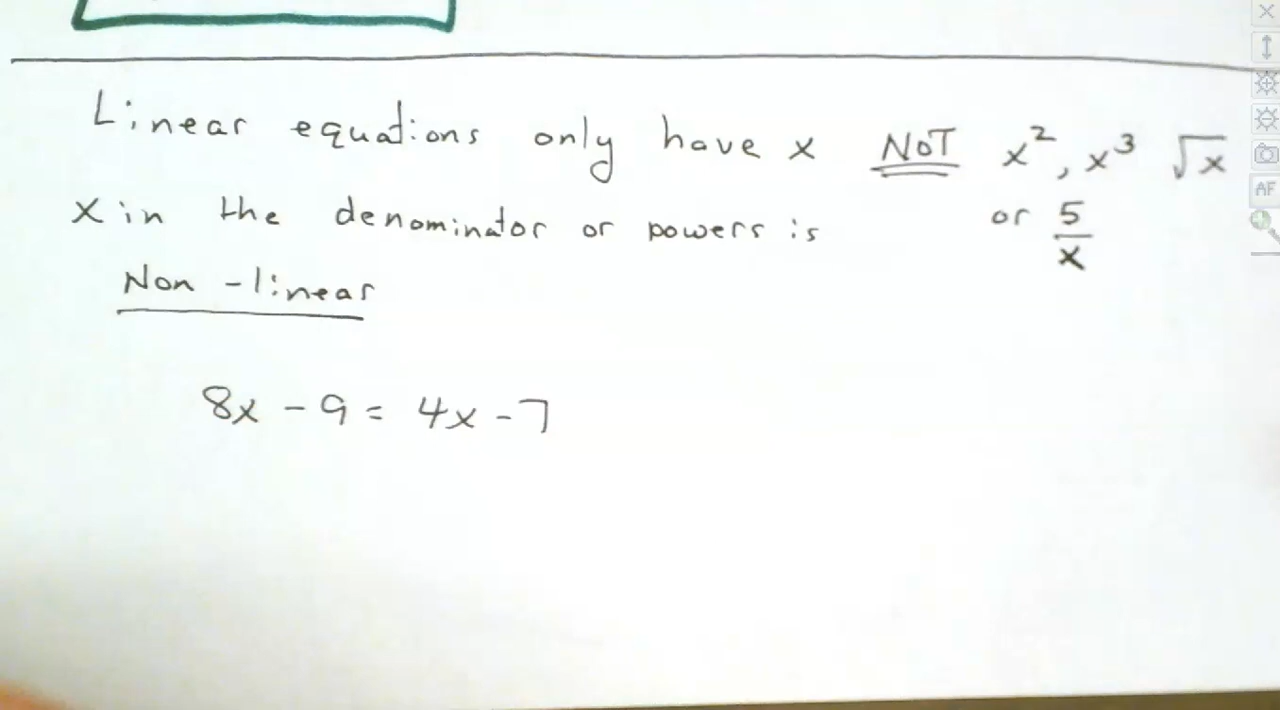 Linear equations only have x NOT x², x³ √x
x in the denominator or powers is or 5/x
Non-linear
8x - 9 = 4x - 7
AF